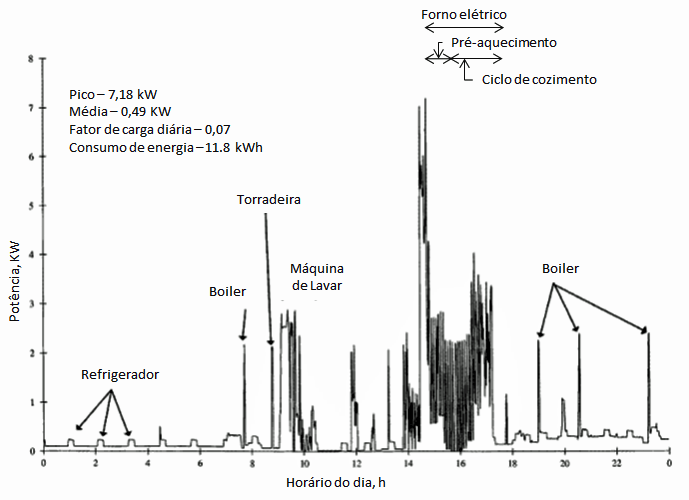 Forno elétrico
Pré-aquecimento
Ciclo de cozimento
Pico – 7,18 kW
Média – 0,49 KW
Fator de carga diária – 0,07
Consumo de energia – 11.8 kWh
Torradeira
Máquina
de Lavar
Boiler
Boiler
Refrigerador
Potência, KW
8
7
6
5
4
3
2
1
0
0 2 4 6 8 10 12 14 16 18 20 22 0
Horário do dia, h